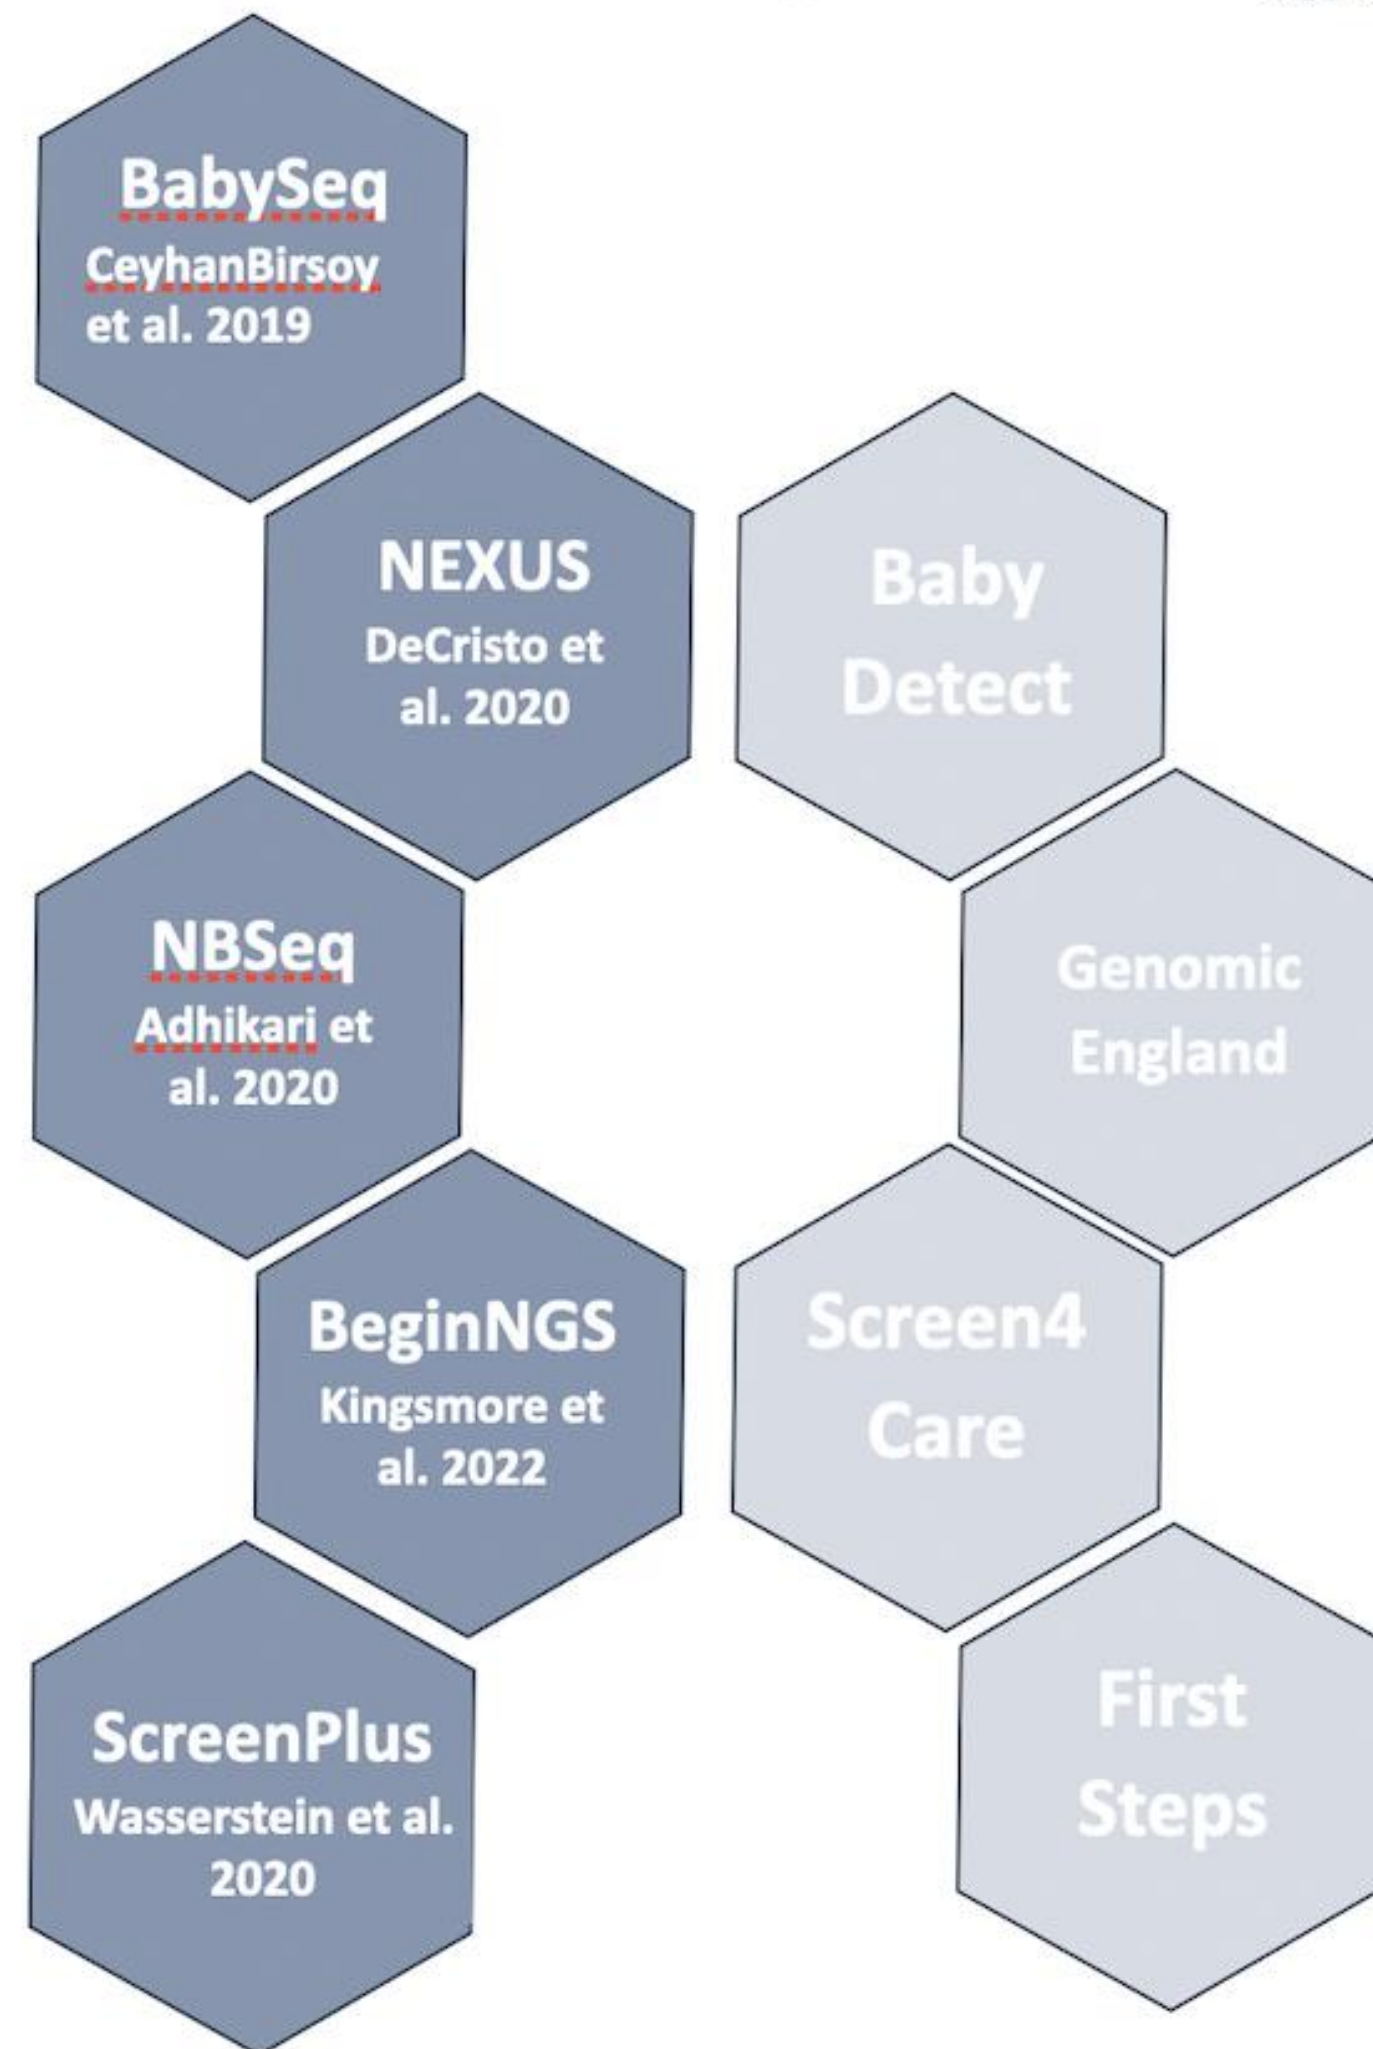 BabySeq
CeyhanBirsoy
et al. 2019
NEXUS
DeCristo et
al. 2020
NBSeq
Adhikari et
al. 2020
BeginNGS
Kingsmore et
al. 2022
ScreenPlus
Wasserstein et al.
2020
Baby
Detect
Genomic
England
Screen4
Care
First
Steps